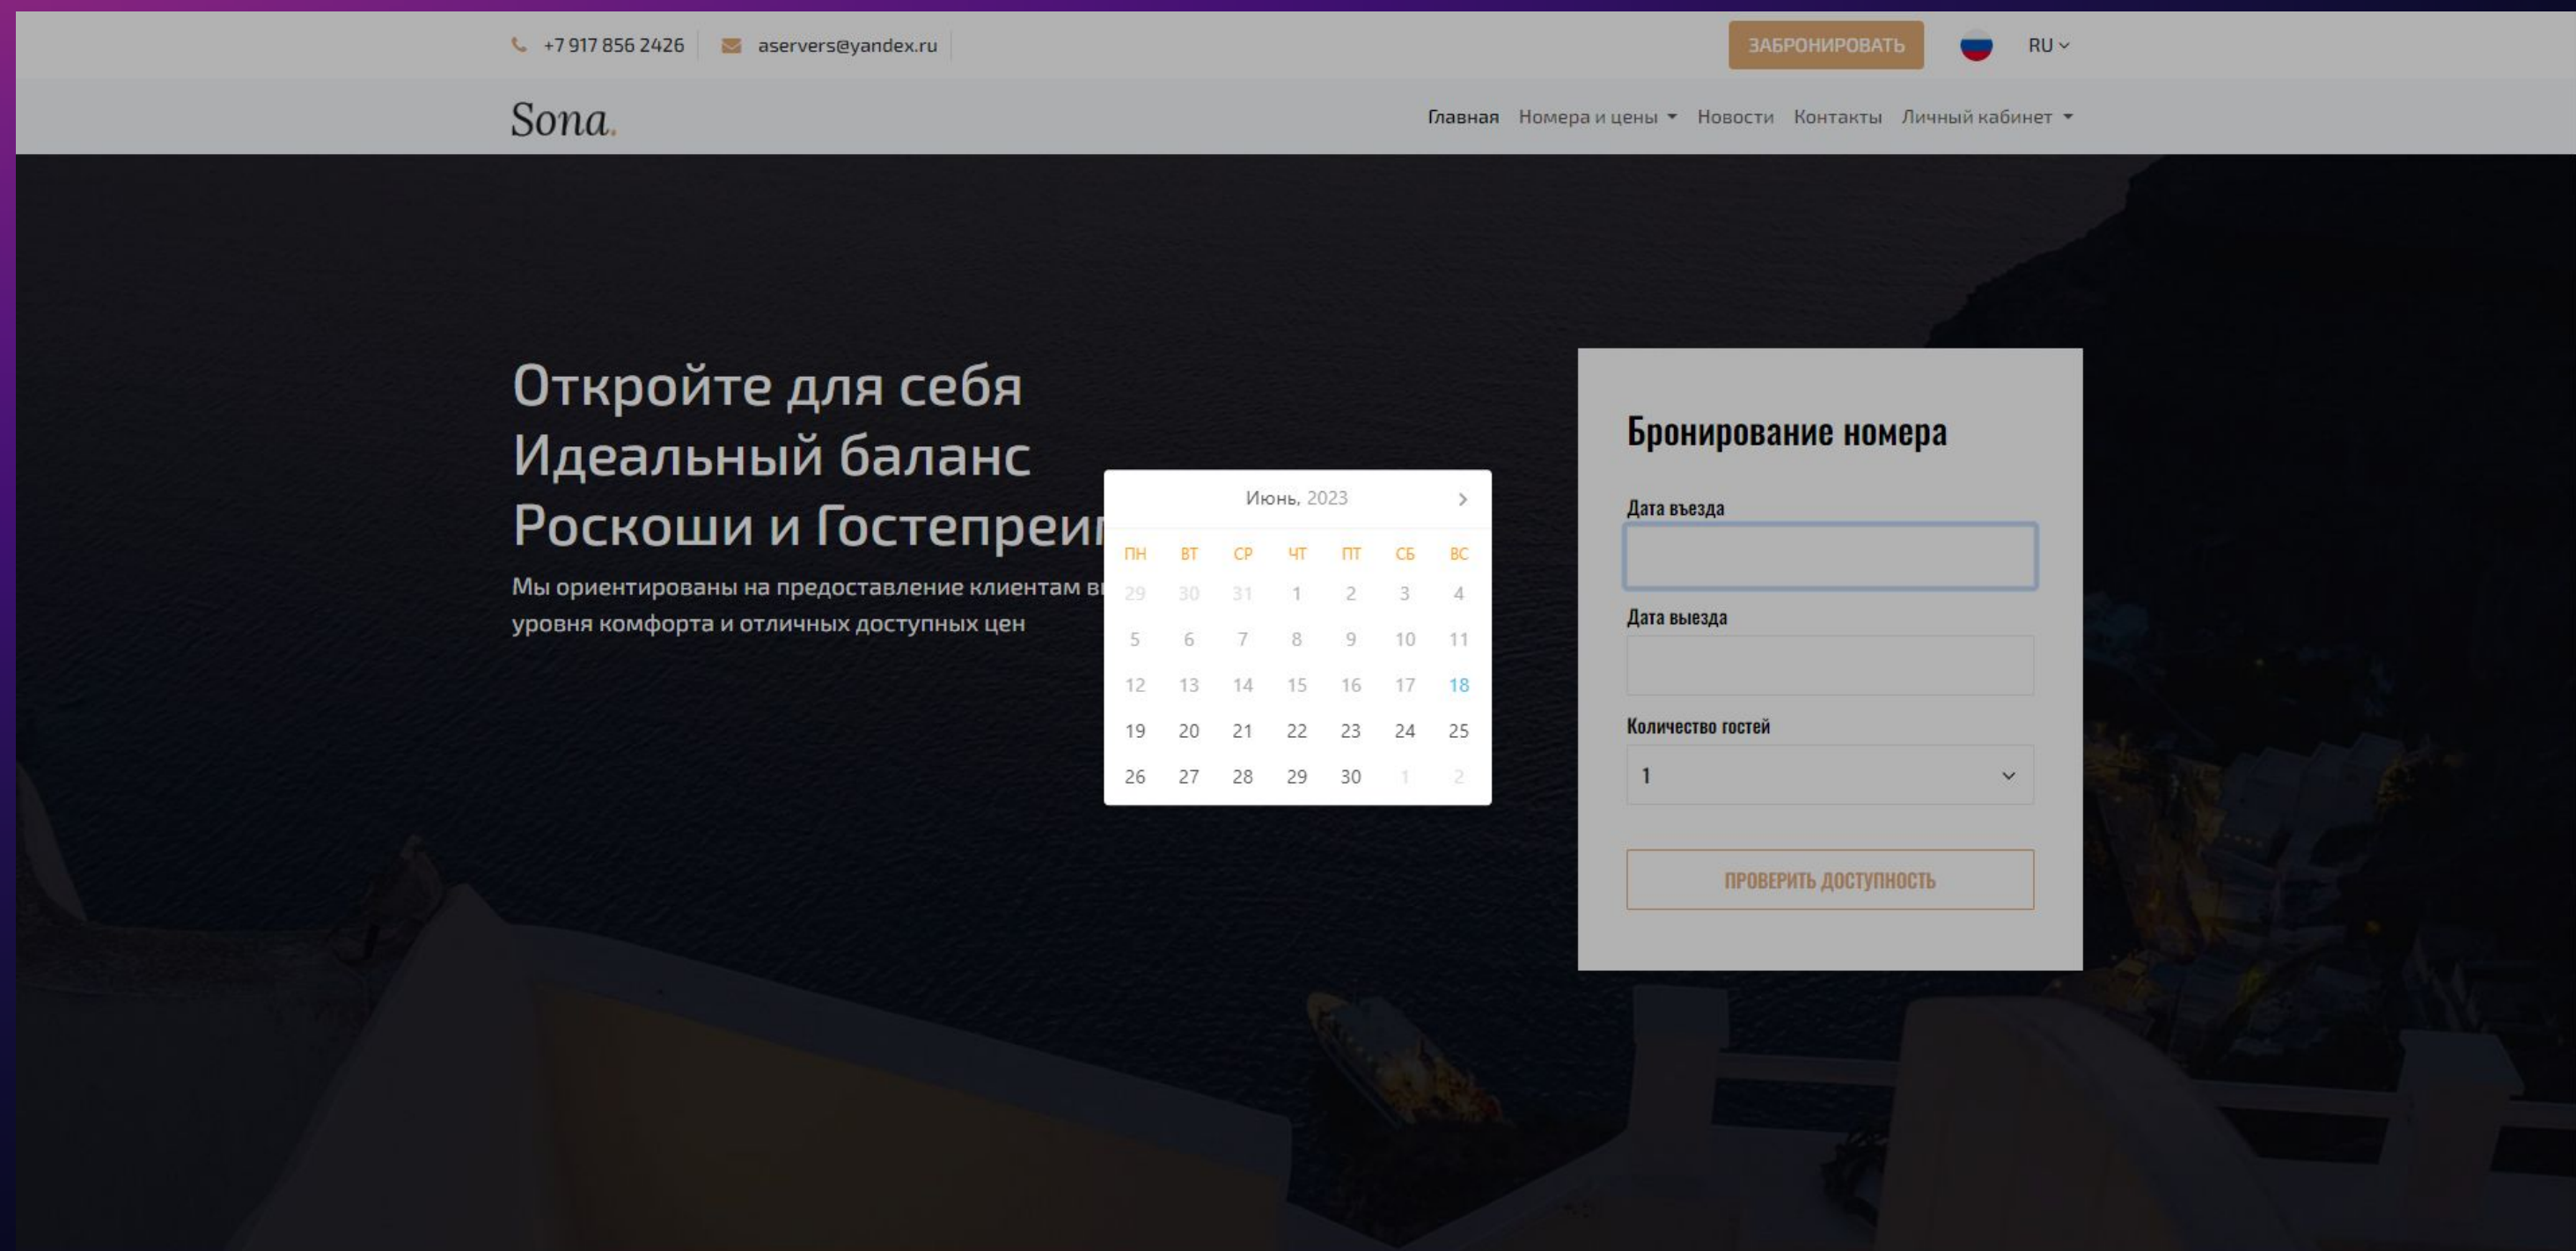 +7 917 856 2426
aservers@yandex.ru
ЗАБРОНИРОВАТЬ
RU
Sona.
Главная Номера и цены Новости Контакты Личный кабинет
Откройте для себя
Идеальный баланс
Роскоши и
Мы ориентированы на предоставление клиентам
уровня комфорта и отличных доступных цен
Июнь, 2023
ПН ВТ СР ЧТ ПТ СБ ВС
29 30 31 1 2 3 4
5 6 7 8 9 10 11
12 13 14 15 16 17 18
19 20 21 22 23 24 25
26 27 28 29 30 1 2
Бронирование номера
Дата въезда
Дата выезда
Количество гостей
1
ПРОВЕРИТЬ ДОСТУПНОСТЬ